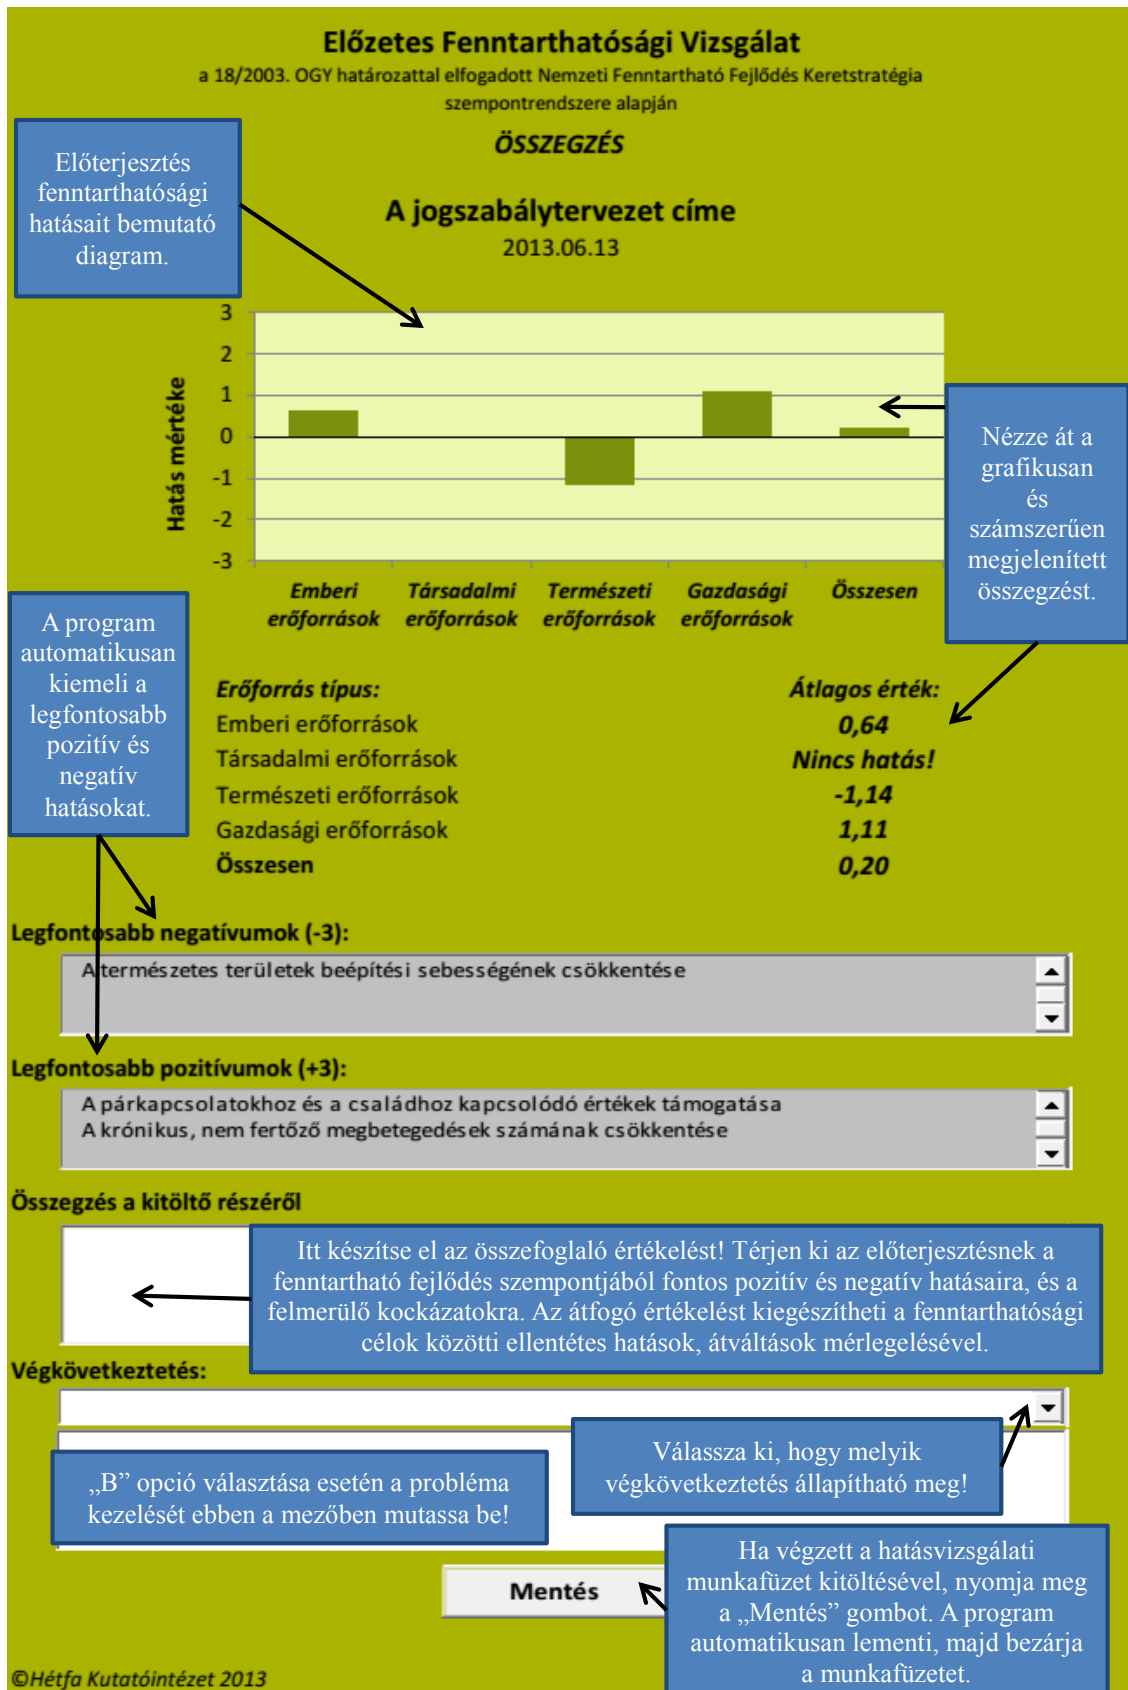 Előzetes Fenntarthatósági Vizsgálat
a 18/2003. OGY határozattal elfogadott Nemzeti Fenntartható Fejlődés Keretstratégia
szempontrendszere alapján
ÖSSZEGZÉS
Előterjesztés
fenntarthatósági
hatásait bemutató
diagram.
A jogszabálytervezet címe
2013.06.13
Hatás mértéke
3
2
1
0
-1
-2
-3
Emberi
erőforrások
Társadalmi
erőforrások
Természeti
erőforrások
Gazdasági
erőforrások
Összesen
Nézze át a
grafikusan
és
számszerűen
megjelenített
összegzést.
A program
automatikusan
kiemeli a
legfontosabb
pozitív és
negatív
hatásokat.
Erőforrás típus: Átlagos érték:
Emberi erőforrások 0,64
Társadalmi erőforrások Nincs hatás!
Természeti erőforrások -1,14
Gazdasági erőforrások 1,11
Összesen 0,20
Legfontosabb negatívumok (-3):
A természetes területek beépítési sebességének csökkentése
Legfontosabb pozitívumok (+3):
A párkapcsolatokhoz és a családhoz kapcsolódó értékek támogatása
A krónikus, nem fertőző megbetegedések számának csökkentése
Összegzés a kitöltő részéről
Itt készítse el az összefoglaló értékelést! Térjen ki az előterjesztésnek a
fenntartható fejlődés szempontjából fontos pozitív és negatív hatásaira, és a
felmerülő kockázatokra. Az átfogó értékelést kiegészítheti a fenntarthatósági
célok közötti ellentétes hatások, átváltások mérlegelésével.
Végkövetkeztetés:
Válassza ki, hogy melyik
végkövetkeztetés állapítható meg!
„B” opció választása esetén a probléma
kezelését ebben a mezőben mutassa be!
Mentés
Ha végzett a hatásvizsgálati
munkafüzet kitöltésével, nyomja meg
a „Mentés” gombot. A program
automatikusan lementi, majd bezárja
a munkafüzetet.
©Hétfa Kutatóintézet 2013